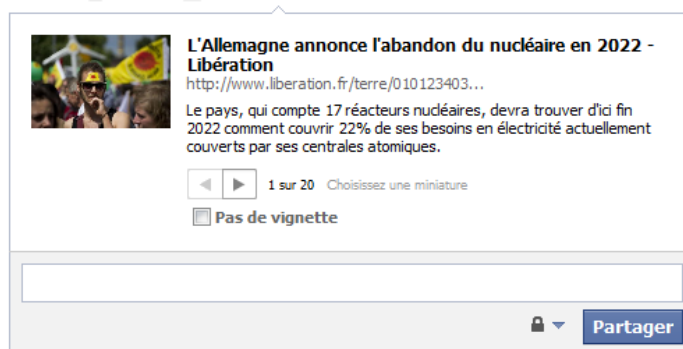 L'Allemagne annonce l'abandon du nucléaire en 2022 -
Libération
http://www.liberation.fr/terre/010123403...
Le pays, qui compte 17 réacteurs nucléaires, devra trouver d'ici fin
2022 comment couvrir 22% de ses besoins en électricité actuellement
couverts par ses centrales atomiques.
1 sur 20 Choisissez une miniature
Pas de vignette
Partager